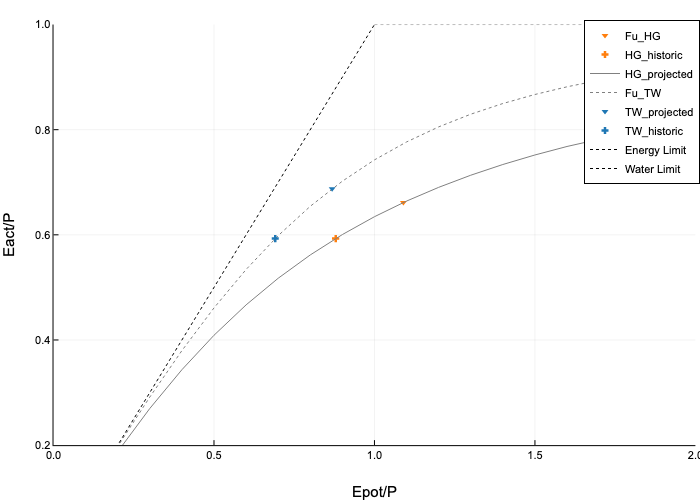 1.0
0.8
0.6
0.4
0.2
Eact/P
0.0
0.5
1.0
1.5
2.0
Epot/P
Fu_HG
HG_historic
HG_projected
Fu_TW
TW_projected
TW_historic
Energy Limit
Water Limit